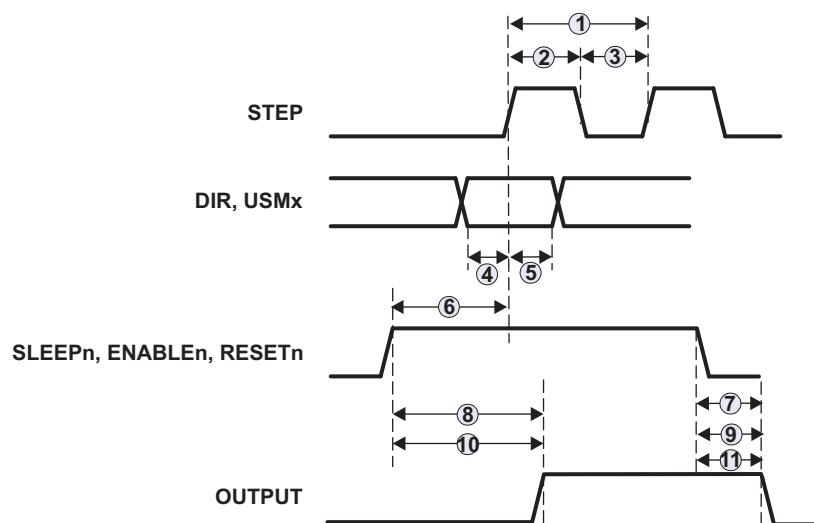 1
2 3
STEP
DIR, USMx
4 5
6
SLEEPn, ENABLEn, RESETn
7
8
9
10
11
OUTPUT